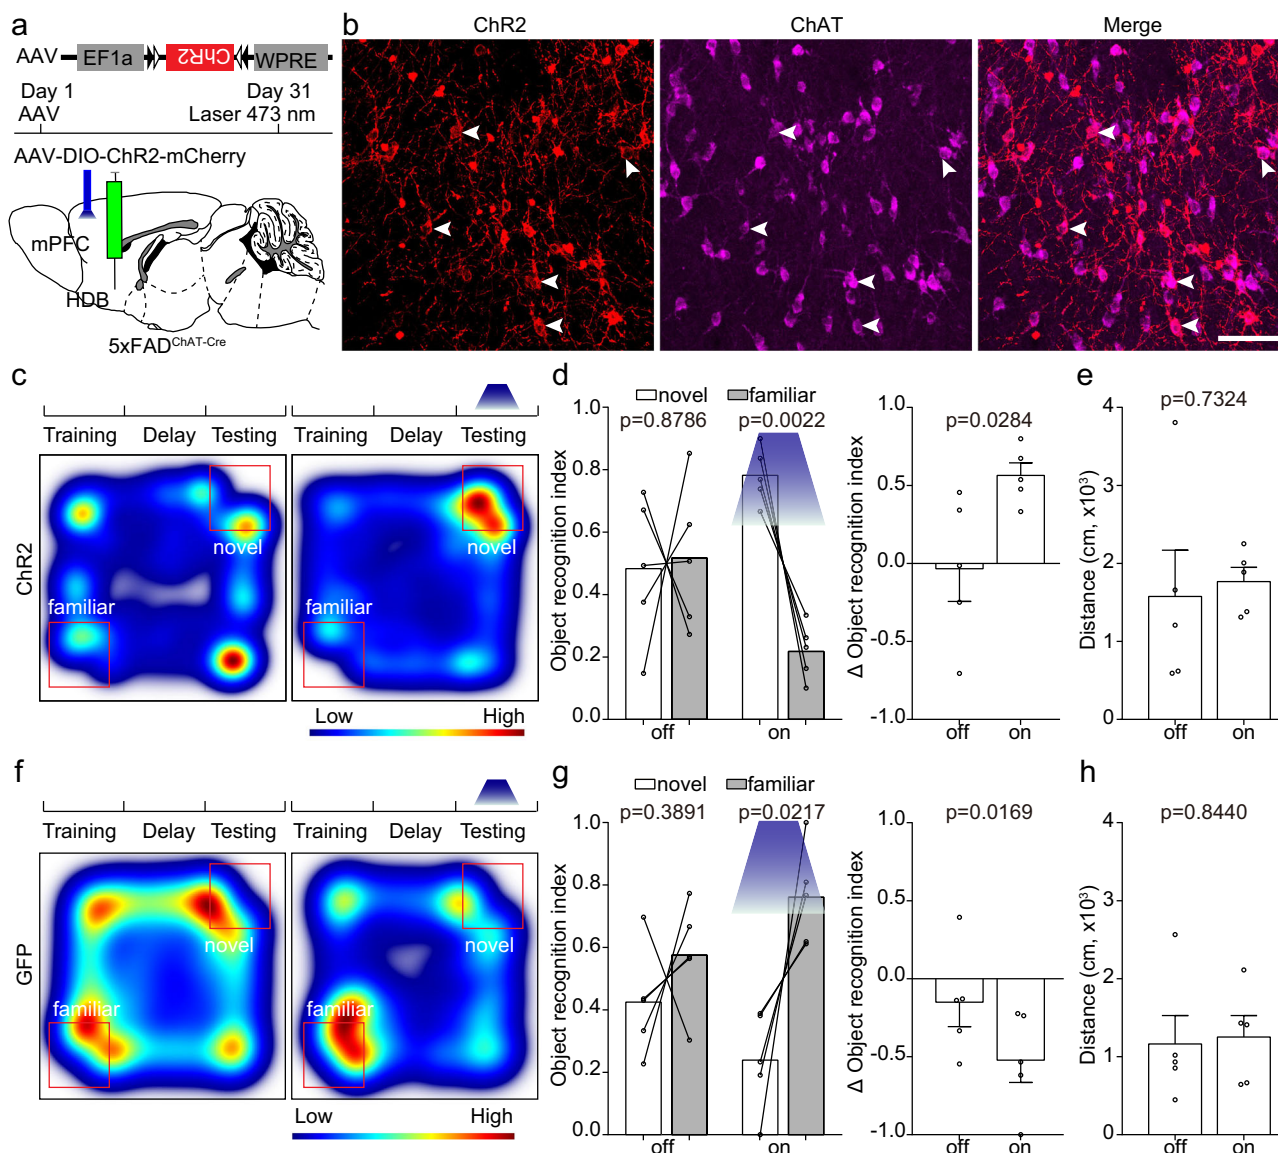 a
AAV EF1a ChR2 WPRE
Day 1 Day 31
AAV Laser 473 nm
AAV-DIO-ChR2-mCherry
mPFC
HDB
5xFAD^ChAT-Cre
b ChR2 ChAT Merge
c
Training Delay Testing Training Delay Testing
ChR2
novel novel
familiar familiar
Low High
d
novel familiar
p=0.8786 p=0.0022
Object recognition index
1.0
0.8
0.6
0.4
0.2
0.0
off on
p=0.0284
Δ Object recognition index
1.0
0.5
0.0
-0.5
-1.0
off on
e
p=0.7324
Distance (cm, x10³)
4
2
0
off on
f
Training Delay Testing Training Delay Testing
GFP
novel novel
familiar familiar
Low High
g
novel familiar
p=0.3891 p=0.0217
Object recognition index
1.0
0.8
0.6
0.4
0.2
0.0
off on
p=0.0169
Δ Object recognition index
1.0
-0.5
0.0
-0.5
-1.0
off on
h
p=0.8440
Distance (cm, x10³)
4
3
2
1
0
off on